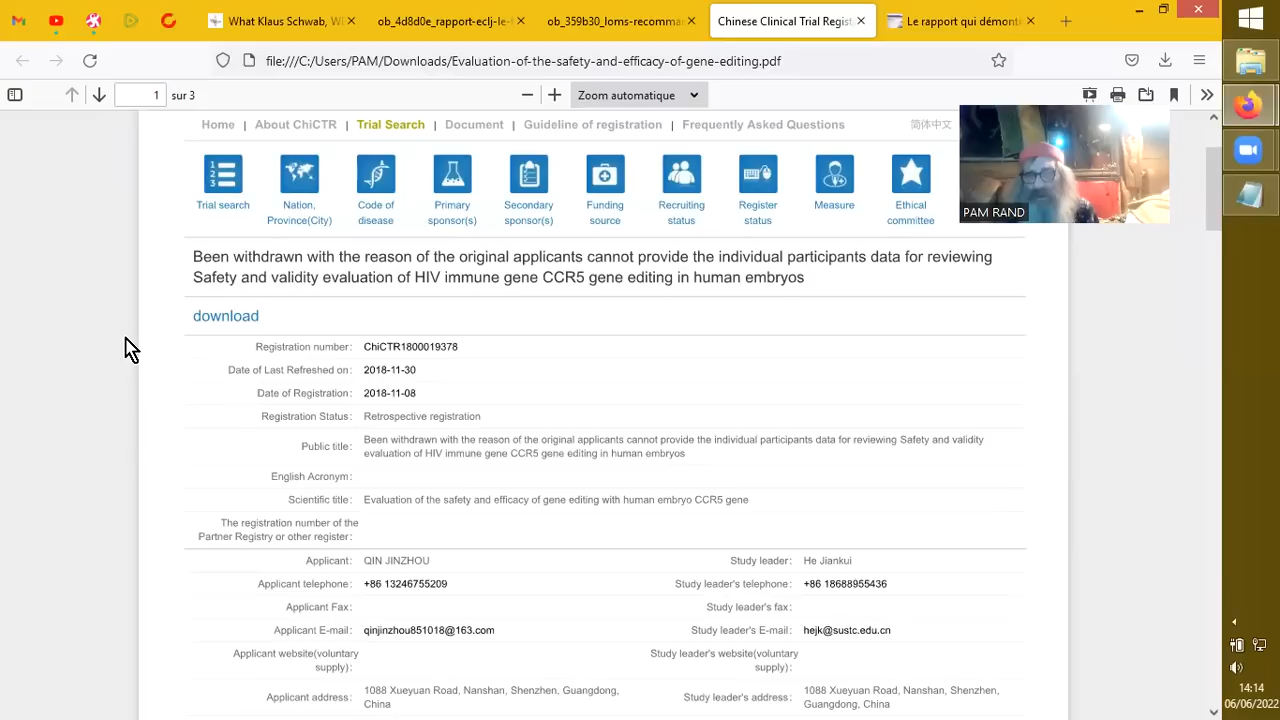 What Klaus Schwab, W
ob_4d8d0e_rapport-eclj-le-
ob_359b30_loms-recomma
Chinese Clinical Trial Regist
Le rapport qui démont
file:///C:/Users/PAM/Downloads/Evaluation-of-the-safety-and-efficacy-of-gene-editing.pdf
1 sur 3
Zoom automatique
Home | About ChiCTR | Trial Search | Document | Guideline of registration | Frequently Asked Questions 简体中文
1 2 3
Trial search
Nation, Province(City)
Code of disease
Primary sponsor(s)
Secondary sponsor(s)
Funding source
Recruiting status
Register status
Measure
Ethical committee
PAM RAND
Been withdrawn with the reason of the original applicants cannot provide the individual participants data for reviewing
Safety and validity evaluation of HIV immune gene CCR5 gene editing in human embryos
download
Registration number: ChiCTR1800019378
Date of Last Refreshed on: 2018-11-30
Date of Registration: 2018-11-08
Registration Status: Retrospective registration
Public title: Been withdrawn with the reason of the original applicants cannot provide the individual participants data for reviewing Safety and validity
evaluation of HIV immune gene CCR5 gene editing in human embryos
English Acronym:
Scientific title: Evaluation of the safety and efficacy of gene editing with human embryo CCR5 gene
The registration number of the
Partner Registry or other register:
Applicant: QIN JINZHOU Study leader: He Jiankui
Applicant telephone: +86 13246755209 Study leader's telephone: +86 18688955436
Applicant Fax: Study leader's fax:
Applicant E-mail: qinjinzhou851018@163.com Study leader's E-mail: hejk@sustc.edu.cn
Applicant website(voluntary supply): Study leader's website(voluntary supply):
Applicant address: 1088 Xueyuan Road, Nanshan, Shenzhen, Guangdong,
China
Study leader's address: 1088 Xueyuan Road, Nanshan, Shenzhen,
Guangdong, China
14:14
06/06/2022